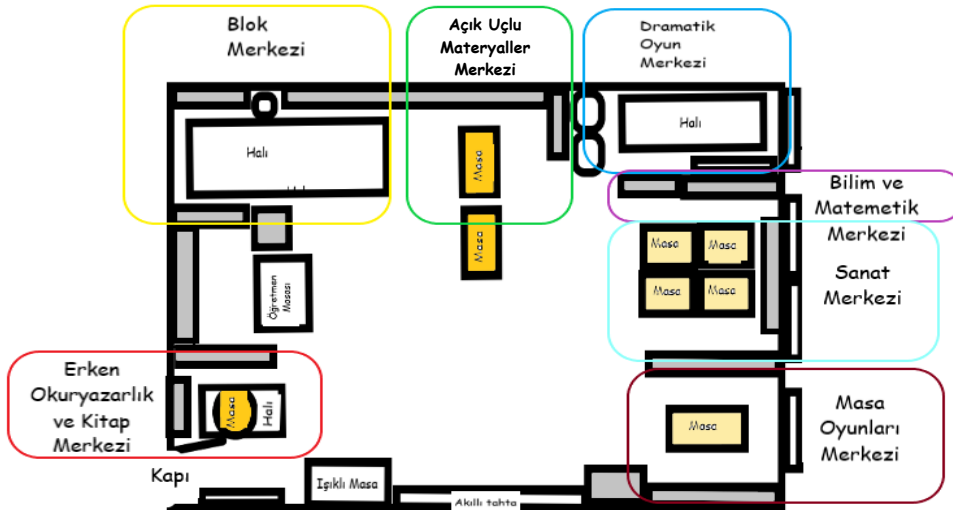 Blok
Merkezi
Açık Uçlu
Materyaller
Merkezi
Dramatik
Oyun
Merkezi
Halı
Masa
Halı
Bilim ve
Matemetik
Merkezi
Masa
Masa
Masa
Masa
Masa
Sanat
Merkezi
Öğretmen
Masası
Erken
Okuryazarlık
ve Kitap
Merkezi
Masa
Halı
Masa
Masa
Oyunları
Merkezi
Kapı
Işıklı Masa
Akıllı tahta